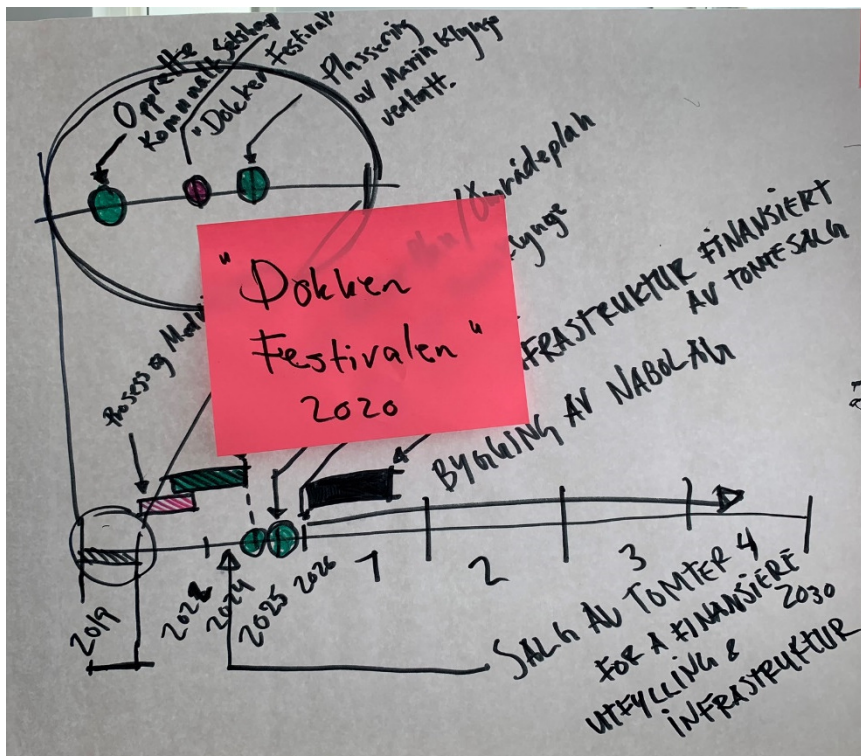 Opprette
Kommunalt Selskap
"Dokken Festival"
Plassering
av Marin Klynge
vedtatt.
"Dokken
Festivalen"
2020
/Områdeplan
Klynge
Prosess og
INFRASTRUKTUR FINANSIERT
AV TOMTESALG
BYGGING AV NABOLAG
2019
2024
2025
2026
1
2
3
4
2030
SALG AV TOMTER
FOR A FINANSIERE
UTFYLLING &
INFRASTRUKTUR